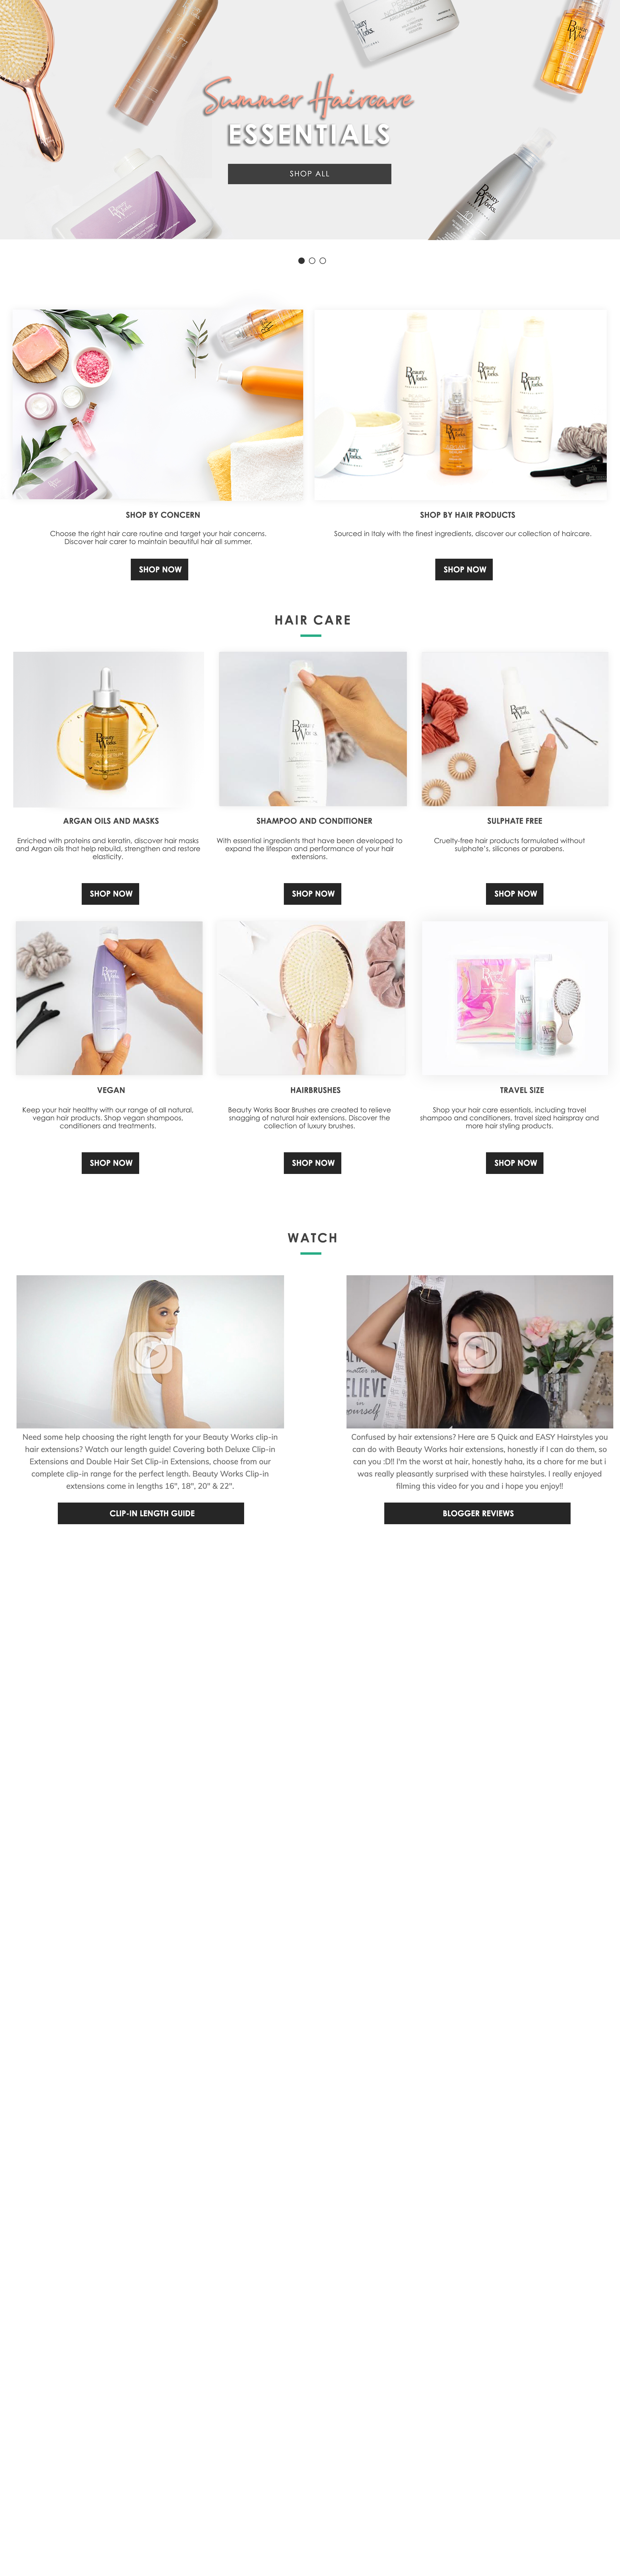 Beauty Works.
Summer Haircare
ESSENTIALS
SHOP ALL
SHOP BY CONCERN
Choose the right hair care routine and target your hair concerns.
Discover hair carer to maintain beautiful hair all summer.
SHOP NOW
SHOP BY HAIR PRODUCTS
Sourced in Italy with the finest ingredients, discover our collection of haircare.
SHOP NOW
HAIR CARE
ARGAN OILS AND MASKS
Enriched with proteins and keratin, discover hair masks
and Argan oils that help rebuild, strengthen and restore
elasticity.
SHOP NOW
SHAMPOO AND CONDITIONER
With essential ingredients that have been developed to
expand the lifespan and performance of your hair
extensions.
SHOP NOW
SULPHATE FREE
Cruelty-free hair products formulated without
sulphate's, silicones or parabens.
SHOP NOW
VEGAN
Keep your hair healthy with our range of all natural,
vegan hair products. Shop vegan shampoos,
conditioners and treatments.
SHOP NOW
HAIRBRUSHES
Beauty Works Boar Brushes are created to relieve
snagging of natural hair extensions. Discover the
collection of luxury brushes.
SHOP NOW
TRAVEL SIZE
Shop your hair care essentials, including travel
shampoo and conditioners, travel sized hairspray and
more hair styling products.
SHOP NOW
WATCH
Need some help choosing the right length for your Beauty Works clip-in
hair extensions? Watch our length guide! Covering both Deluxe Clip-in
Extensions and Double Hair Set Clip-in Extensions, choose from our
complete clip-in range for the perfect length. Beauty Works Clip-in
extensions come in lengths 16", 18", 20" & 22".
CLIP-IN LENGTH GUIDE
Confused by hair extensions? Here are 5 Quick and EASY Hairstyles you
can do with Beauty Works hair extensions, honestly if I can do them, so
can you :D!! I'm the worst at hair, honestly haha, its a chore for me but i
was really pleasantly surprised with these hairstyles. I really enjoyed
filming this video for you and i hope you enjoy!!
BLOGGER REVIEWS